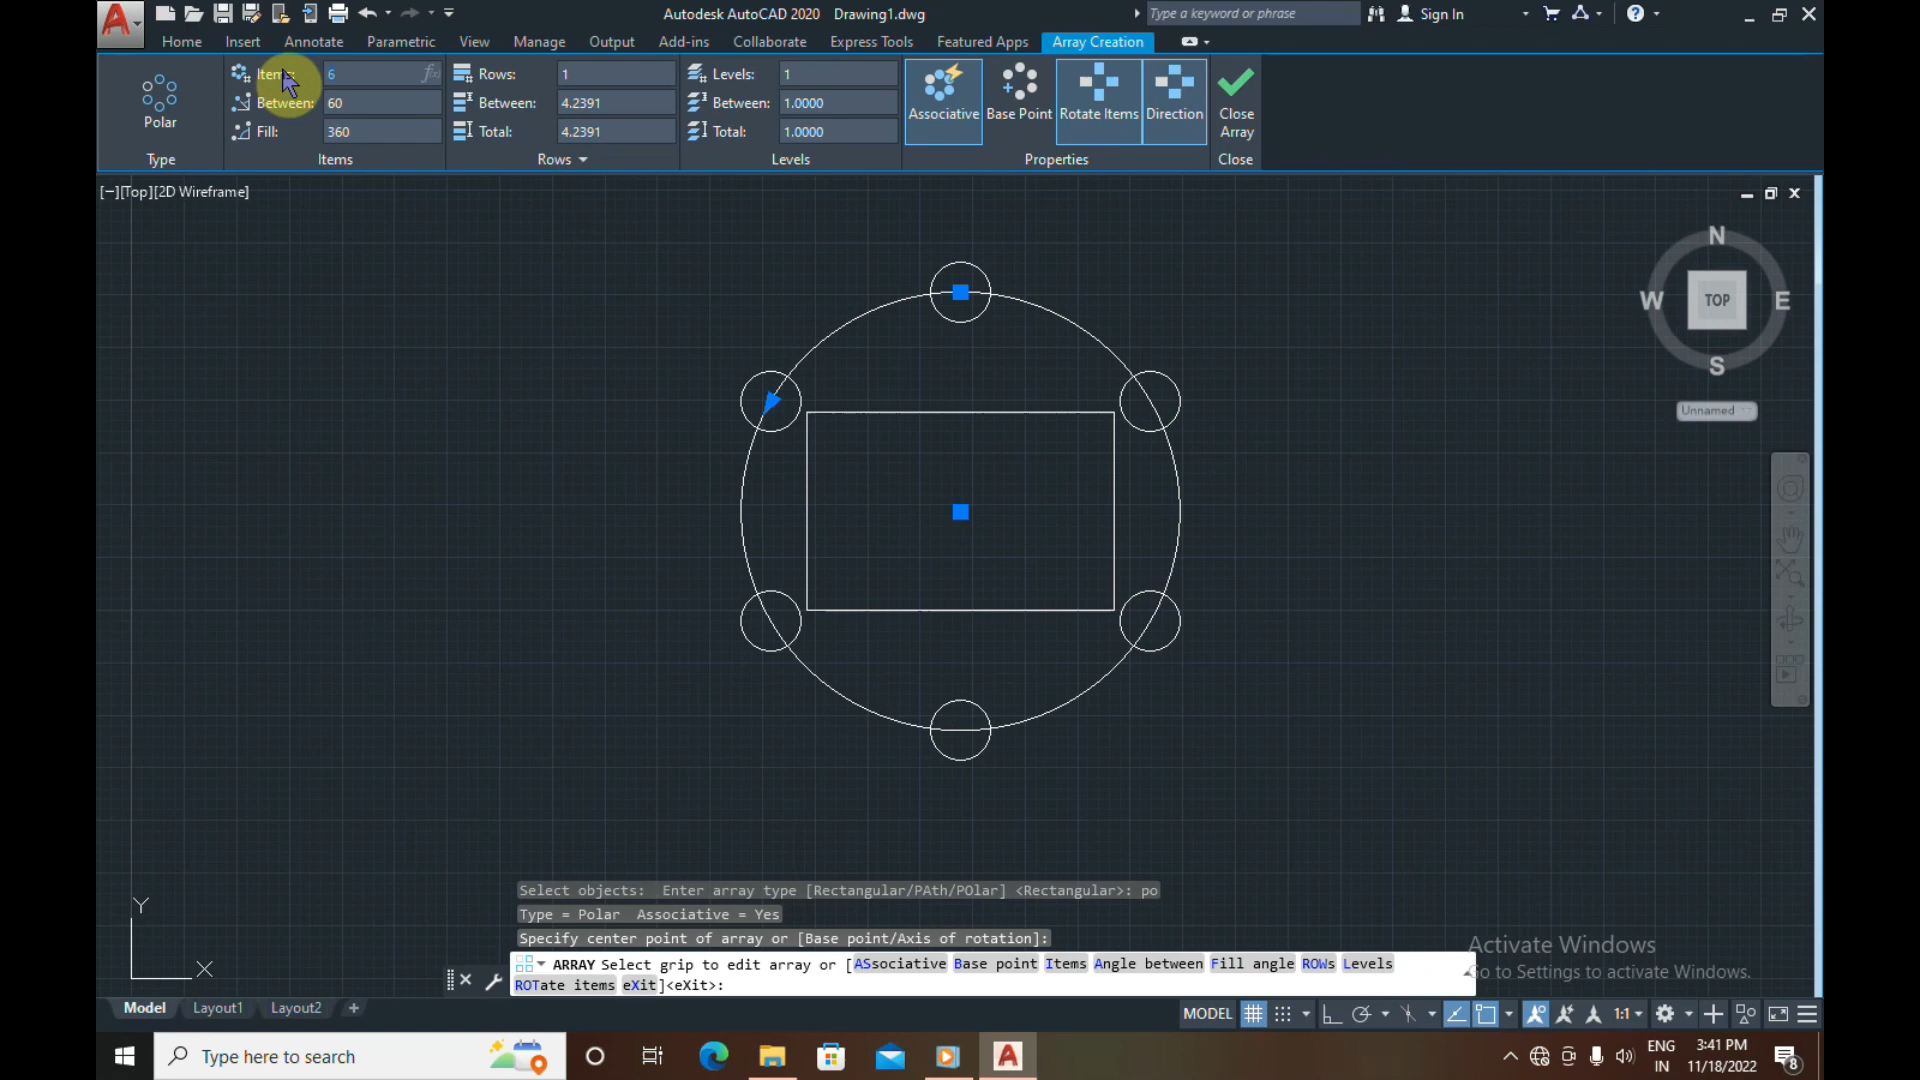 Autodesk AutoCAD 2020 Drawing1.dwg
Type a keyword or phrase
Sign In
Home Insert Annotate Parametric View Manage Output Add-ins Collaborate Express Tools Featured Apps Array Creation
Polar
Type
Items: 6
Between: 60
Fill: 360
Items
Rows: 1
Between: 4.2391
Total: 4.2391
Rows
Levels: 1
Between: 1.0000
Total: 1.0000
Levels
Associative Base Point Rotate Items Direction
Properties
Close
Array
Close
[−][Top][2D Wireframe]
N
W TOP E
S
Unnamed
Y
X
Select objects: Enter array type [Rectangular/PAth/POlar] <Rectangular>: po
Type = Polar Associative = Yes
Specify center point of array or [Base point/Axis of rotation]:
ARRAY Select grip to edit array or [ASsociative Base point Items Angle between Fill angle ROWs Levels
ROTate items eXit]<eXit>:
Activate Windows
Go to Settings to activate Windows.
Model Layout1 Layout2 +
MODEL 1:1
Type here to search
ENG
IN
3:41 PM
11/18/2022
8